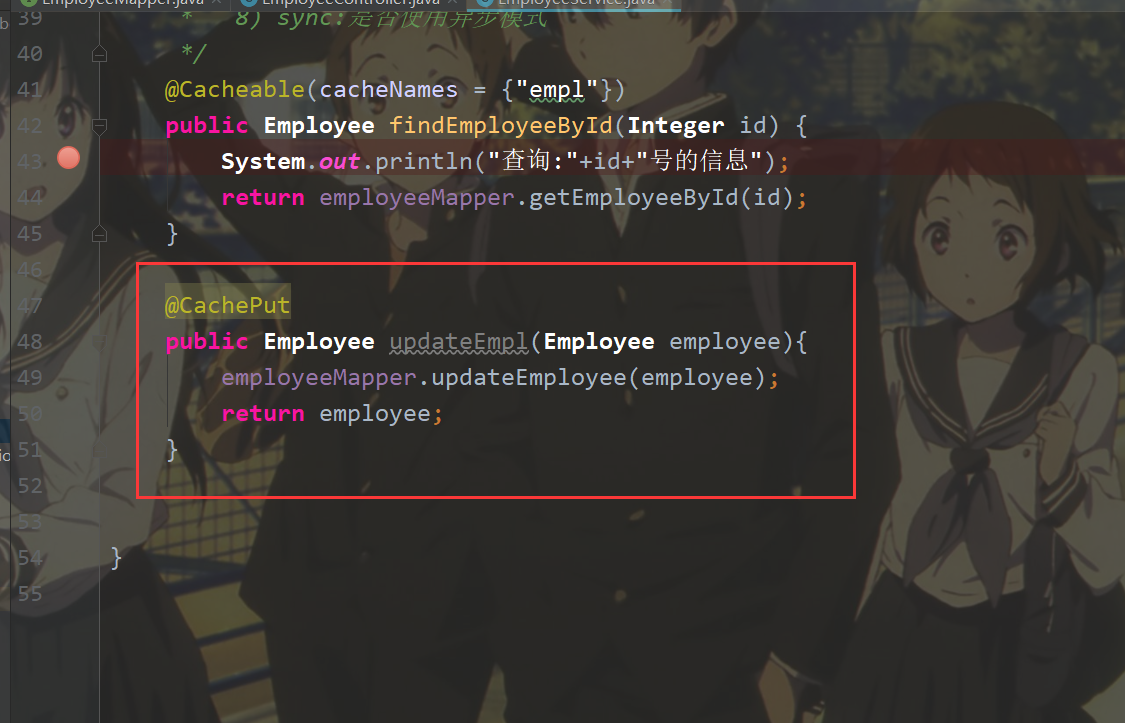 EmployeeMapper.java EmployeeController.java EmployeeService.java
39 * 8) sync:是否使用异步模式
40 */
41 @Cacheable(cacheNames = {"empl"})
42 public Employee findEmployeeById(Integer id) {
43 System.out.println("查询:"+id+"号的信息");
44 return employeeMapper.getEmployeeById(id);
45 }
46
47 @CachePut
48 public Employee updateEmpl(Employee employee){
49 employeeMapper.updateEmployee(employee);
50 return employee;
51 }
52
53
54 }
55